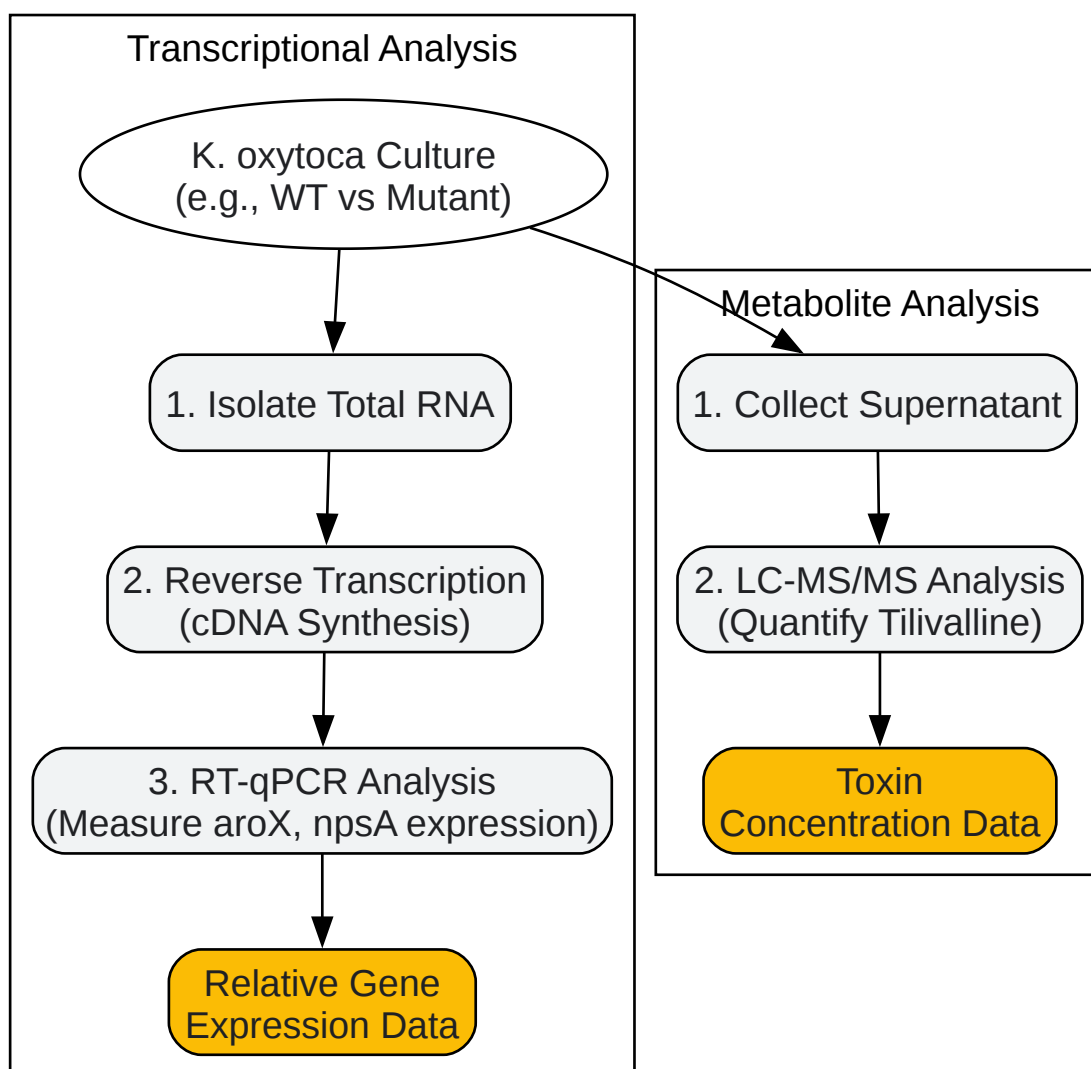 Transcriptional Analysis
K. oxytoca Culture
(e.g., WT vs Mutant)
1. Isolate Total RNA
2. Reverse Transcription
(cDNA Synthesis)
3. RT-qPCR Analysis
(Measure aroX, npsA expression)
Relative Gene
Expression Data
Metabolite Analysis
1. Collect Supernatant
2. LC-MS/MS Analysis
(Quantify Tilivalline)
Toxin
Concentration Data